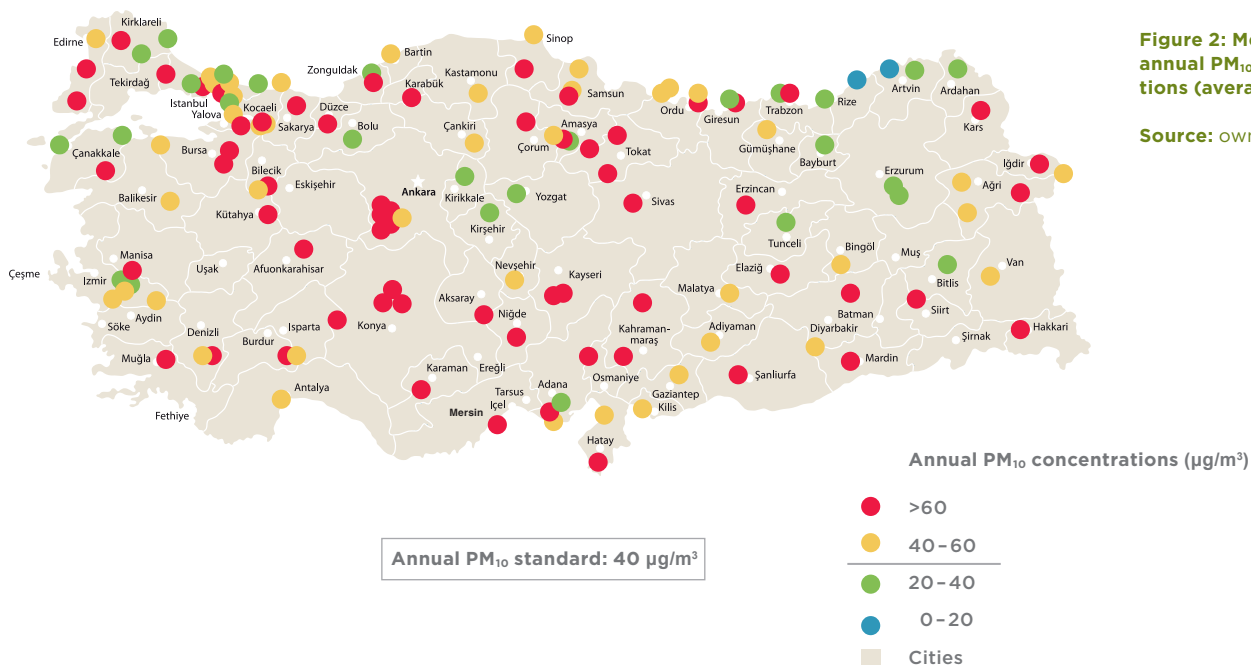 Kirklareli
Edirne
Sinop
Bartin
Zonguldak
Kastamonu
Tekirdağ
Karabük
Samsun
Artvin
Ardahan
Istanbul
Kocaeli
Düzce
Ordu
Trabzon
Rize
Yalova
Sakarya
Bolu
Çankiri
Amasya
Giresun
Kars
Çorum
Gümüşhane
Çanakkale
Bursa
Tokat
Bayburt
Iğdir
Bilecik
Eskişehir
Ankara
Erzurum
Ağri
Balikesir
Kirikkale
Yozgat
Sivas
Erzincan
Kütahya
Kirşehir
Tunceli
Manisa
Uşak
Afuonkarahisar
Nevşehir
Kayseri
Elaziğ
Bingöl
Muş
Van
Çeşme
Izmir
Bitlis
Aksaray
Malatya
Aydin
Niğde
Söke
Denizli
Isparta
Konya
Kahraman-
maraş
Adiyaman
Diyarbakir
Batman
Siirt
Hakkari
Burdur
Şirnak
Muğla
Karaman
Ereğli
Mardin
Osmaniye
Şanliurfa
Antalya
Tarsus
Adana
Gaziantep
Içel
Kilis
Fethiye
Mersin
Hatay
Figure 2: Mo
annual PM₁₀
tions (avera
Source: own
Annual PM₁₀ concentrations (µg/m³)
>60
40–60
20–40
0–20
Cities
Annual PM₁₀ standard: 40 µg/m³